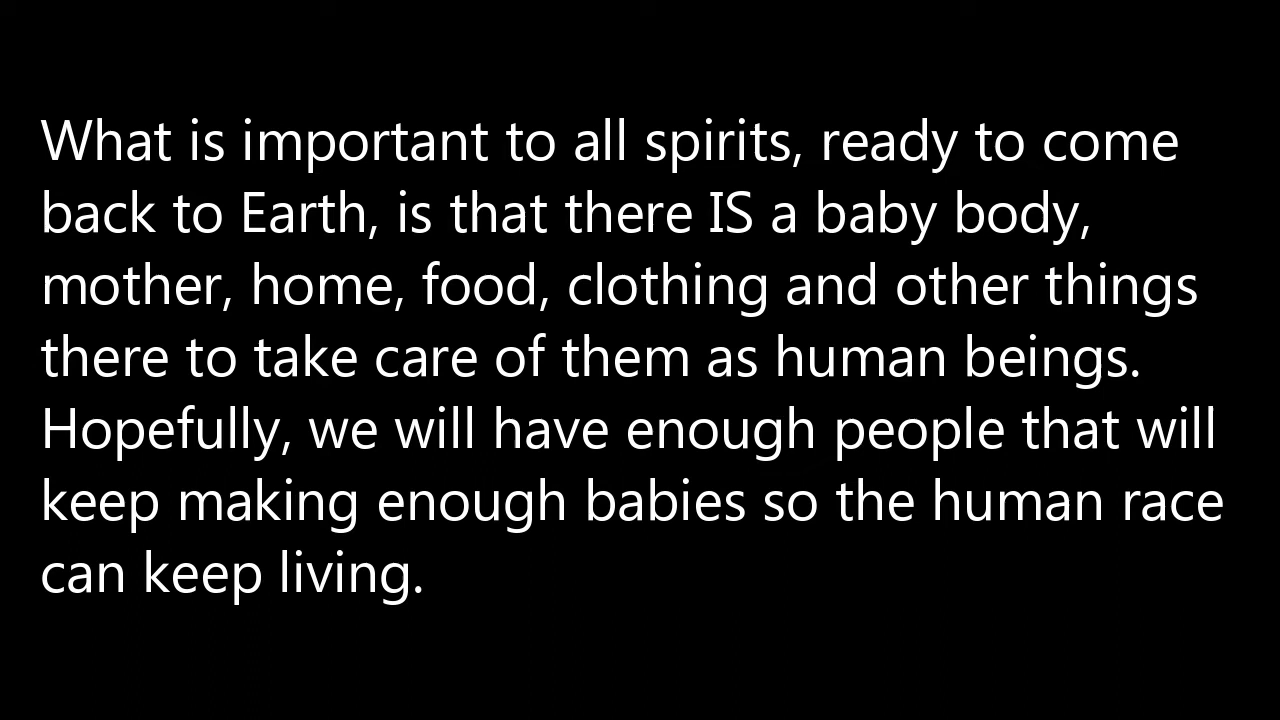 What is important to all spirits, ready to come
back to Earth, is that there IS a baby body,
mother, home, food, clothing and other things
there to take care of them as human beings.
Hopefully, we will have enough people that will
keep making enough babies so the human race
can keep living.